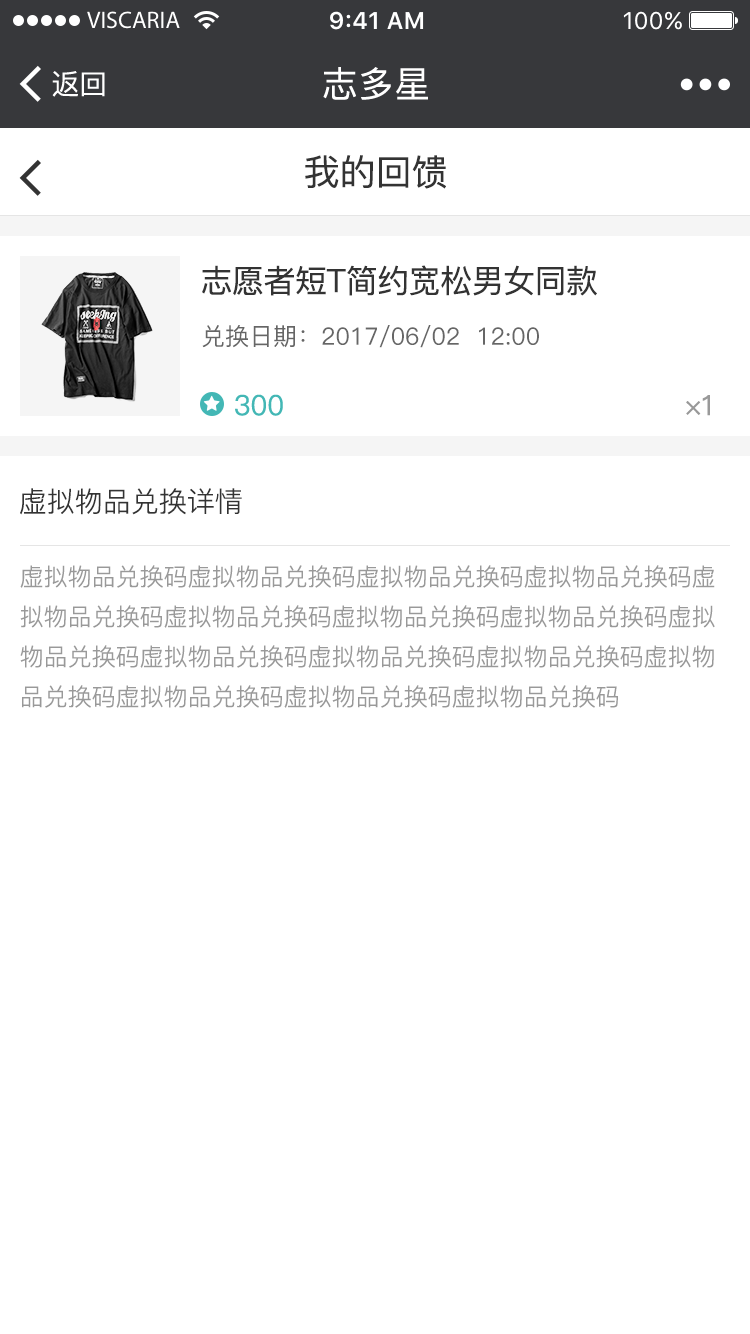 VISCARIA 9:41 AM 100%
返回 志多星
我的回馈
志愿者短T简约宽松男女同款
兑换日期：2017/06/02 12:00
300 ×1
seeking
虚拟物品兑换详情
虚拟物品兑换码虚拟物品兑换码虚拟物品兑换码虚拟物品兑换码虚
拟物品兑换码虚拟物品兑换码虚拟物品兑换码虚拟物品兑换码虚拟
物品兑换码虚拟物品兑换码虚拟物品兑换码虚拟物品兑换码虚拟物
品兑换码虚拟物品兑换码虚拟物品兑换码虚拟物品兑换码